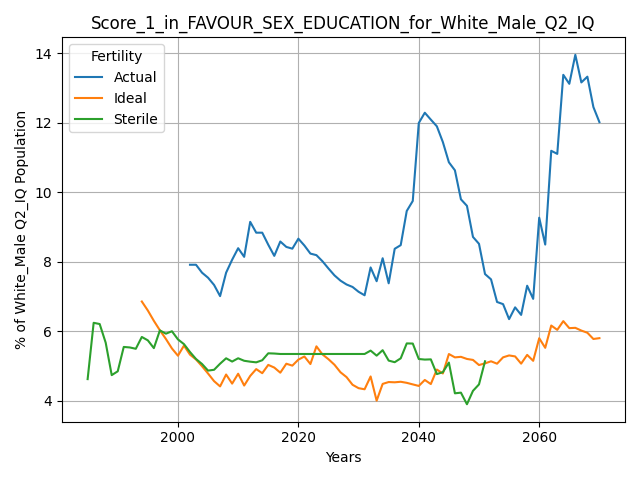 Score_1_in_FAVOUR_SEX_EDUCATION_for_White_Male_Q2_IQ
Fertility
Actual
Ideal
Sterile
% of White_Male Q2_IQ Population
14
12
10
8
6
4
2000
2020
2040
2060
Years